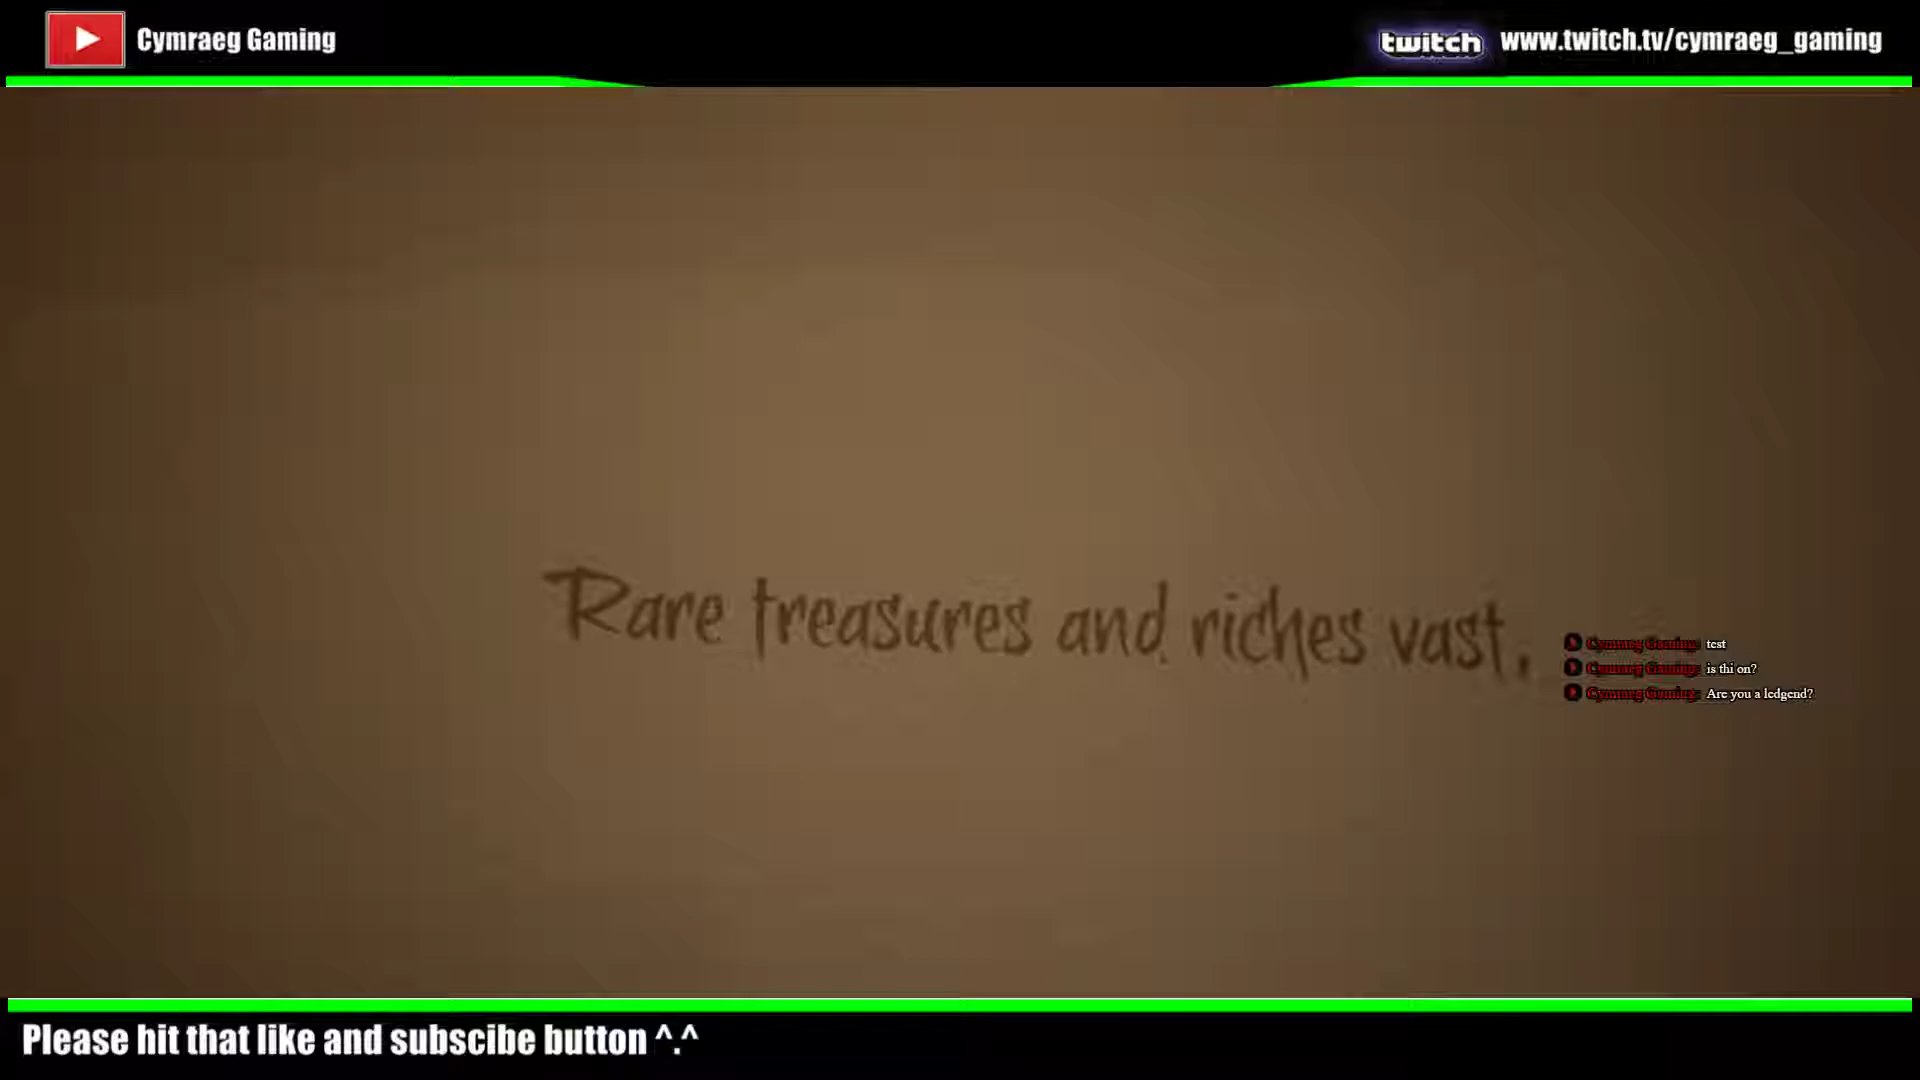 Cymraeg Gaming
twitch www.twitch.tv/cymraeg_gaming
Rare treasures and riches vast,
Cymraeg Gaming: test
Cymraeg Gaming: is thi on?
Cymraeg Gaming: Are you a ledgend?
Please hit that like and subscibe button ^.^